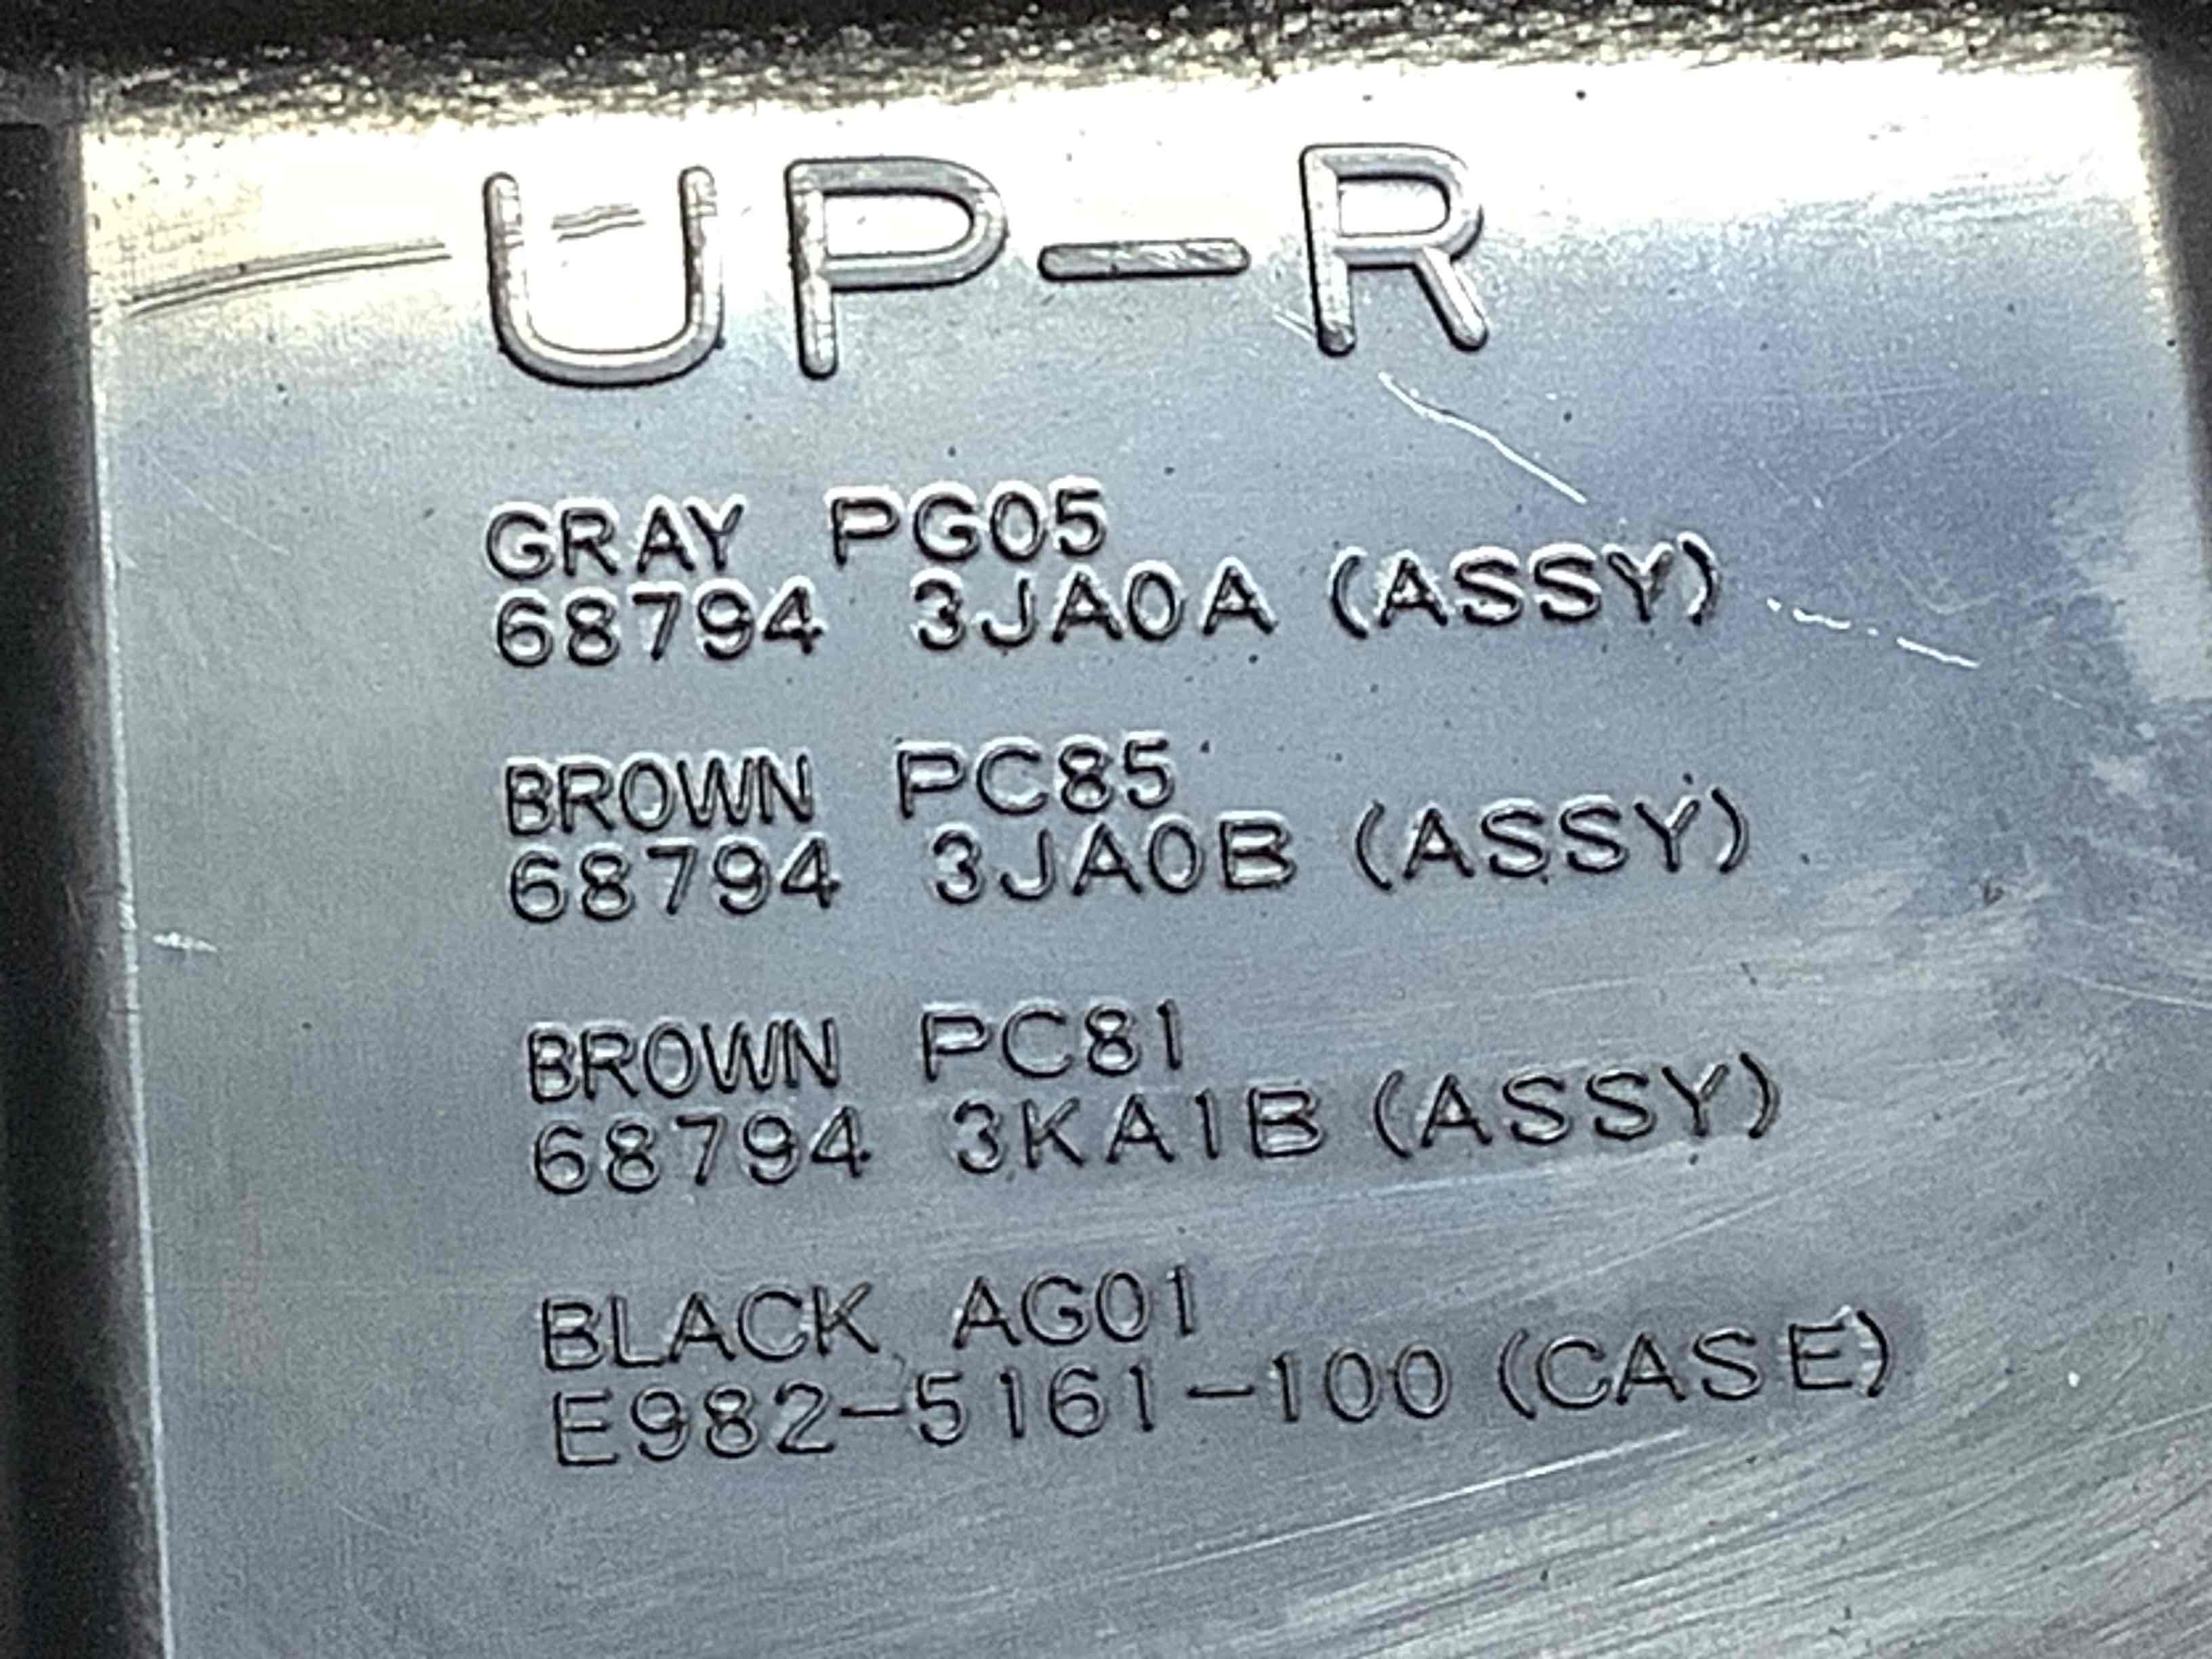 UP-R
GRAY PG05
68794 3JA0A (ASSY)
BROWN PC85
68794 3JA0B (ASSY)
BROWN PC81
68794 3KA1B (ASSY)
BLACK AG01
E982-5161-100 (CASE)